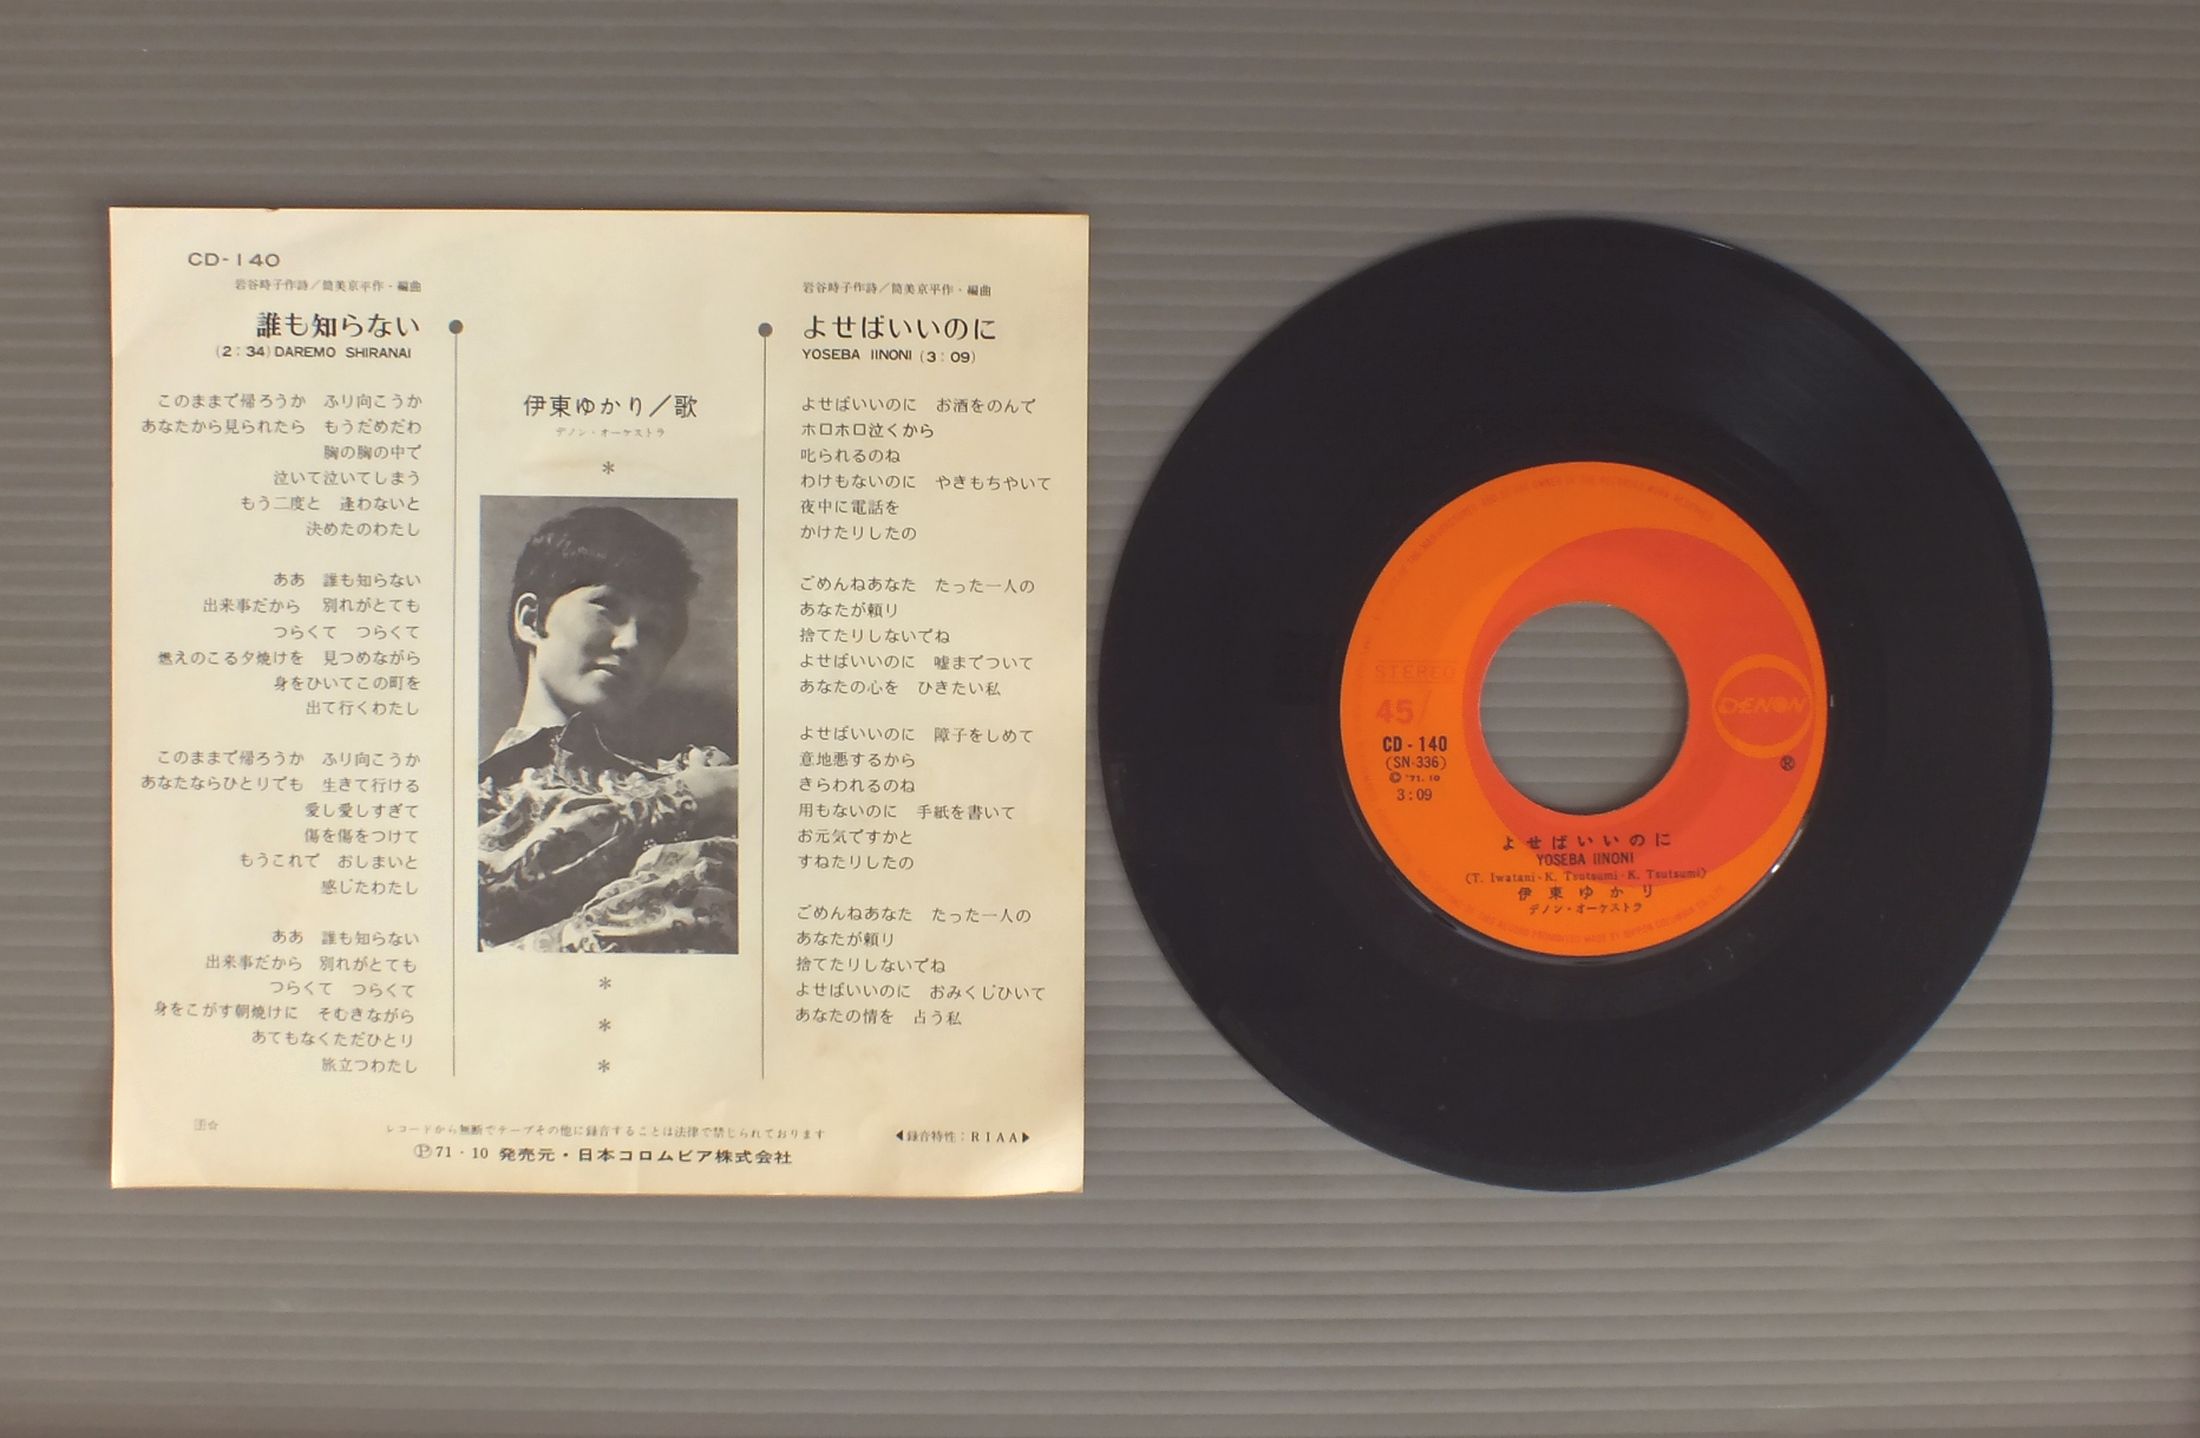 CD-140
岩谷時子作詩／筒美京平作・編曲
誰も知らない
(2:34) DAREMO SHIRANAI
このままで帰ろうか　ふり向こうか
あなたから見られたら　もうだめだわ
胸の胸の中で
泣いて泣いてしまう
もう二度と　逢わないと
決めたのわたし
ああ　誰も知らない
出来事だから　別れがとても
つらくて　つらくて
燃えのこる夕焼けを　見つめながら
身をひいてこの町を
出て行くわたし
このままで帰ろうか　ふり向こうか
あなたならひとりでも　生きて行ける
愛し愛しすぎて
傷を傷をつけて
もうこれで　おしまいと
感じたわたし
ああ　誰も知らない
出来事だから　別れがとても
つらくて　つらくて
身をこがす朝焼けに　そむきながら
あてもなくただひとり
旅立つわたし
伊東ゆかり／歌
デノン・オーケストラ
*
*
*
*
岩谷時子作詩／筒美京平作・編曲
よせばいいのに
YOSEBA IINONI (3:09)
よせばいいのに　お酒をのんで
ホロホロ泣くから
叱られるのね
わけもないのに　やきもちやいて
夜中に電話を
かけたりしたの
ごめんねあなた　たった一人の
あなたが頼り
捨てたりしないでね
よせばいいのに　嘘までついて
あなたの心を　ひきたい私
よせばいいのに　障子をしめて
意地悪するから
きらわれるのね
用もないのに　手紙を書いて
お元気ですかと
すねたりしたの
ごめんねあなた　たった一人の
あなたが頼り
捨てたりしないでね
よせばいいのに　おみくじひいて
あなたの情を　占う私
レコードから無断でテープその他に録音することは法律で禁じられております
◀録音特性：RIAA▶
Ⓟ71・10 発売元・日本コロムビア株式会社
STEREO
45
CD-140
(SN-336)
© '71.10
3:09
DENON
®
よせばいいのに
YOSEBA IINONI
(T. Iwatani-K. Tsutsumi-K. Tsutsumi)
伊東ゆかり
デノン・オーケストラ